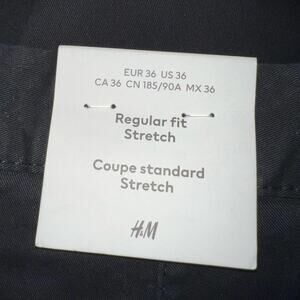 EUR 36 US 36
CA 36 CN 185/90A MX 36
Regular fit
Stretch
Coupe standard
Stretch
H&M